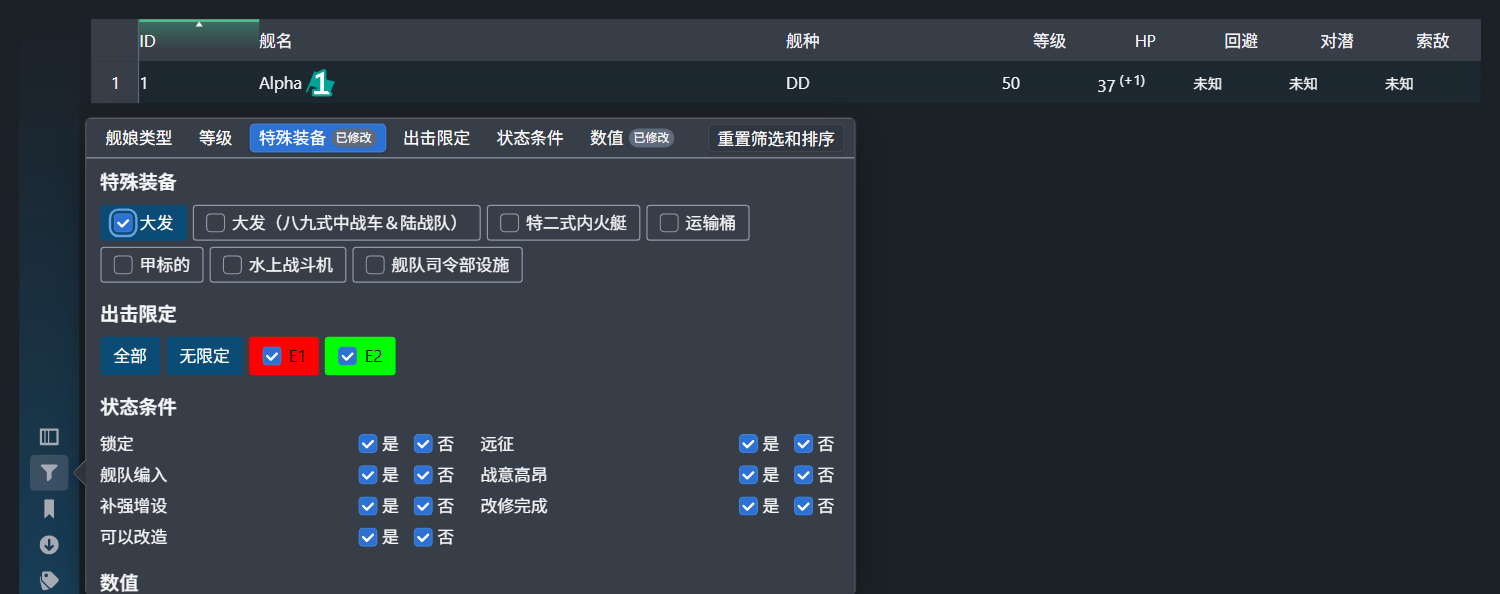 ID 舰名 舰种 等级 HP 回避 对潜 索敌
1 1 Alpha 1 DD 50 37 (+1) 未知 未知 未知
舰娘类型 等级 特殊装备 已修改 出击限定 状态条件 数值 已修改 重置筛选和排序
特殊装备
大发 大发（八九式中战车＆陆战队） 特二式内火艇 运输桶
甲标的 水上战斗机 舰队司令部设施
出击限定
全部 无限定 E1 E2
状态条件
锁定 是 否 远征 是 否
舰队编入 是 否 战意高昂 是 否
补强增设 是 否 改修完成 是 否
可以改造 是 否
数值